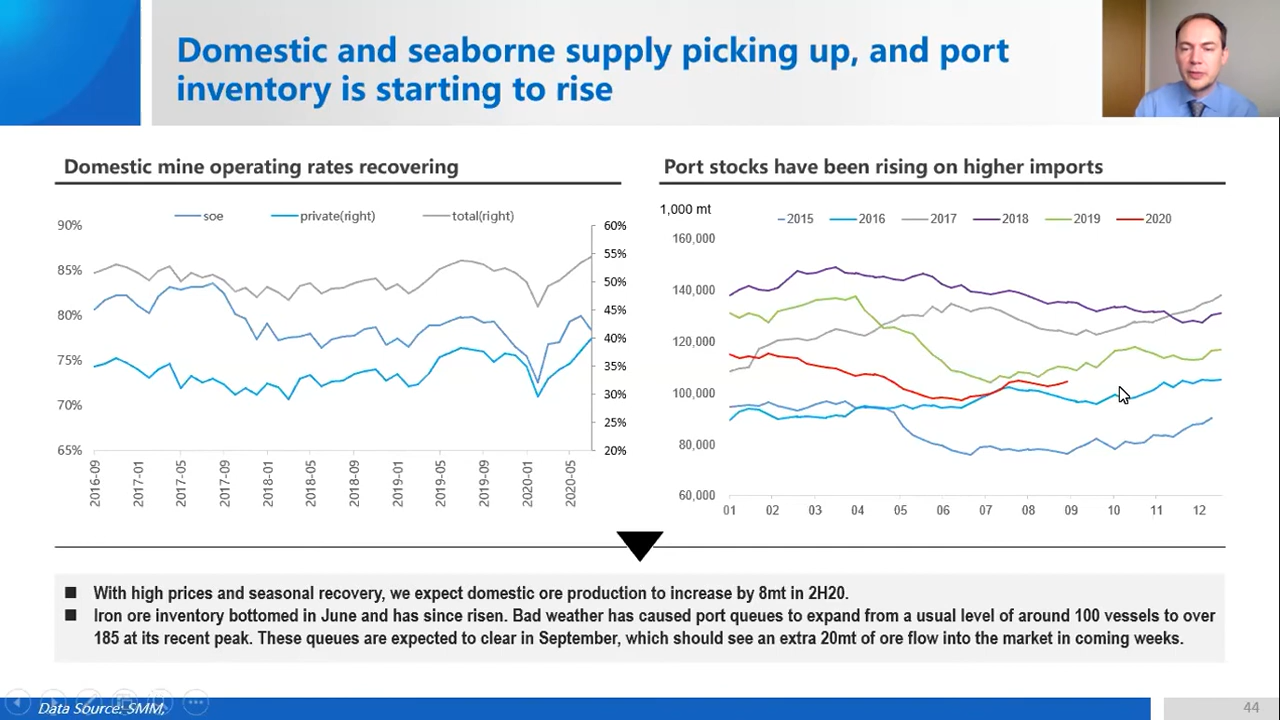 Domestic and seaborne supply picking up, and port
inventory is starting to rise
Domestic mine operating rates recovering
soe private(right) total(right)
90%
85%
80%
75%
70%
65%
60%
55%
50%
45%
40%
35%
30%
25%
20%
2016-09
2017-01
2017-05
2017-09
2018-01
2018-05
2018-09
2019-01
2019-05
2019-09
2020-01
2020-05
Port stocks have been rising on higher imports
1,000 mt
2015 2016 2017 2018 2019 2020
160,000
140,000
120,000
100,000
80,000
60,000
01 02 03 04 05 06 07 08 09 10 11 12
With high prices and seasonal recovery, we expect domestic ore production to increase by 8mt in 2H20.
Iron ore inventory bottomed in June and has since risen. Bad weather has caused port queues to expand from a usual level of around 100 vessels to over
185 at its recent peak. These queues are expected to clear in September, which should see an extra 20mt of ore flow into the market in coming weeks.
Data Source: SMM,
44